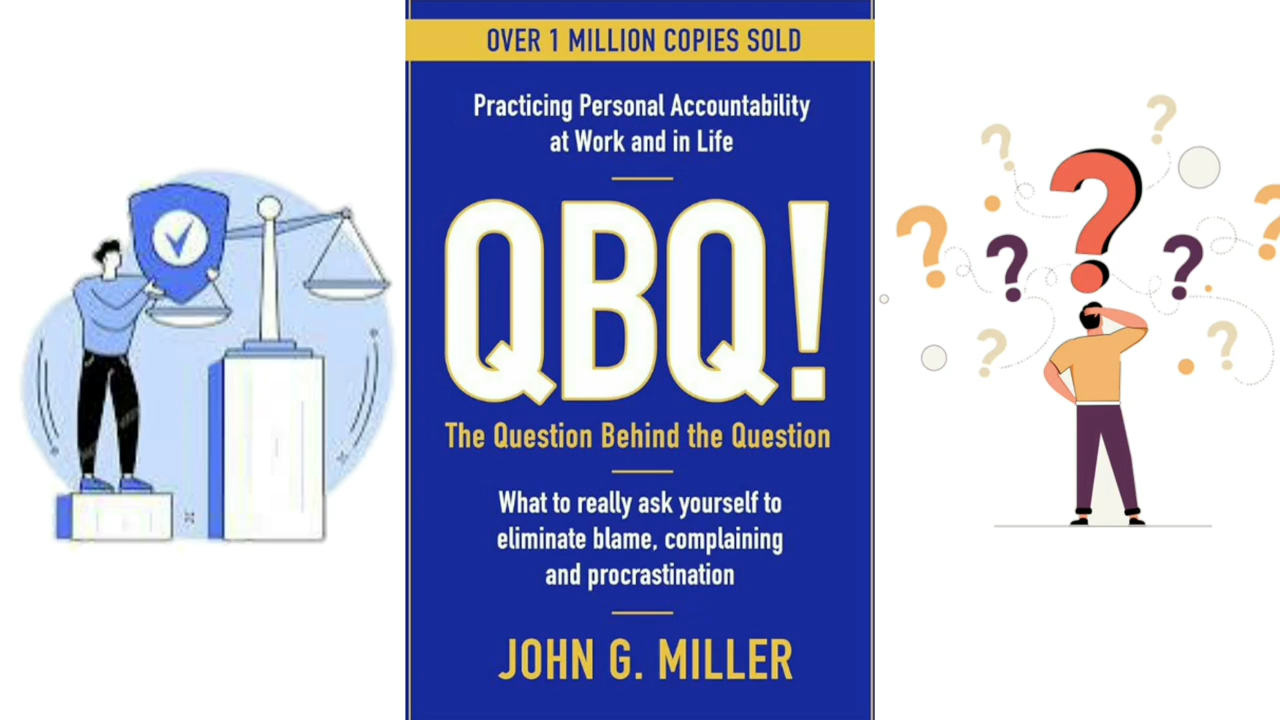 OVER 1 MILLION COPIES SOLD
Practicing Personal Accountability
at Work and in Life
QBQ!
The Question Behind the Question
What to really ask yourself to
eliminate blame, complaining
and procrastination
JOHN G. MILLER